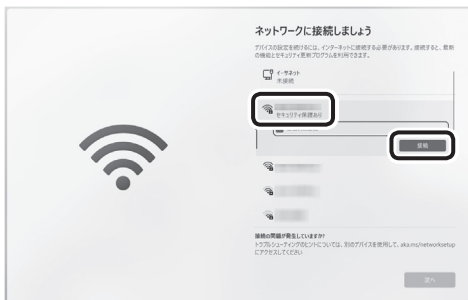 ネットワークに接続しましょう
デバイスの設定を続けるには、インターネットに接続する必要があります。接続すると、最新
の機能とセキュリティ更新プログラムを利用できます。
イーサネット
未接続
セキュリティ保護あり
接続
接続の問題が発生していますか?
トラブルシューティングのヒントについては、別のデバイスを使用して、aka.ms/networksetup
にアクセスしてください
次へ